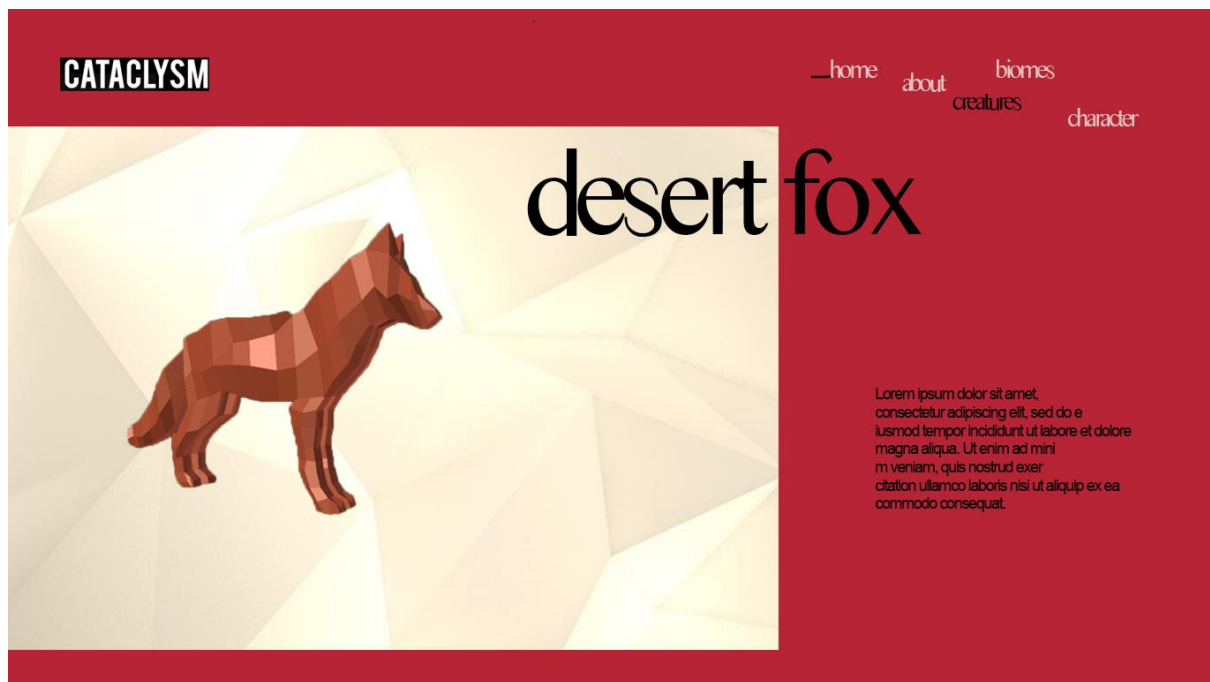 CATACLYSM
_home
about
biomes
creatures
character
desert fox
Lorem ipsum dolor sit amet,
consectetur adipiscing elit, sed do e
iusmod tempor incididunt ut labore et dolore
magna aliqua. Ut enim ad mini
m veniam, quis nostrud exer
citation ullamco laboris nisi ut aliquip ex ea
commodo consequat.